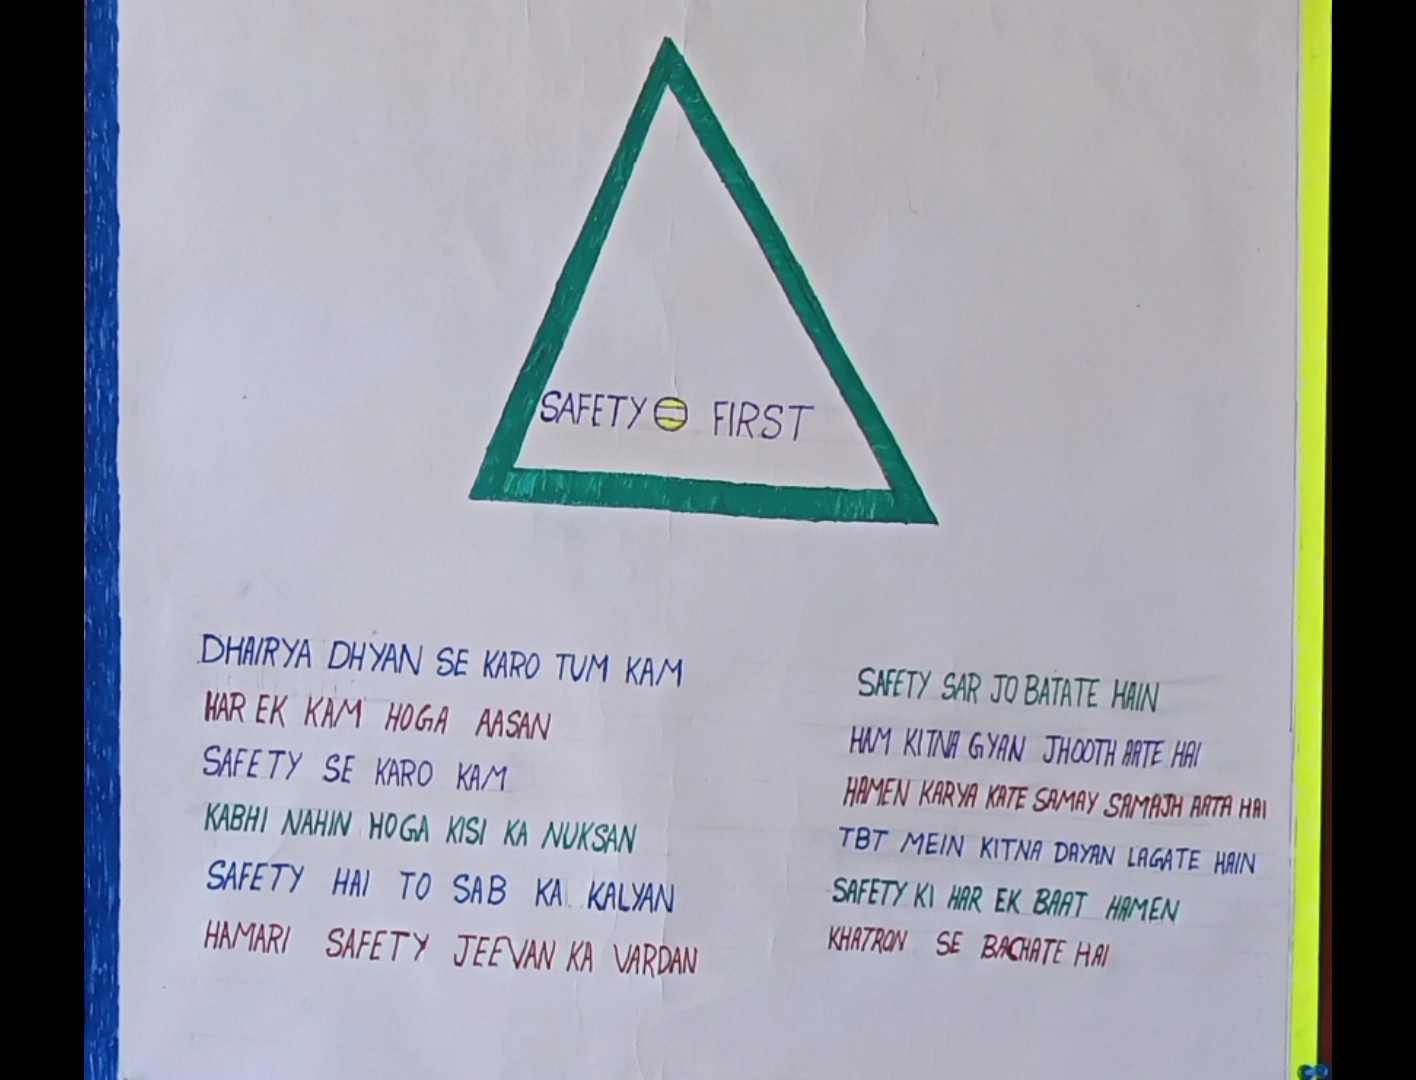 SAFETY FIRST
DHAIRYA DHYAN SE KARO TUM KAM
HAR EK KAM HOGA AASAN
SAFETY SE KARO KAM
KABHI NAHIN HOGA KISI KA NUKSAN
SAFETY HAI TO SAB KA KALYAN
HAMARI SAFETY JEEVAN KA VARDAN
SAFETY SAR JO BATATE HAIN
HAM KITNA GYAN JHOOTH AATE HAI
HAMEN KARYA KATE SAMAY SAMAJH AATA HAI
TBT MEIN KITNA DAYAN LAGATE HAIN
SAFETY KI HAR EK BAAT HAMEN
KHATRON SE BACHATE HAI